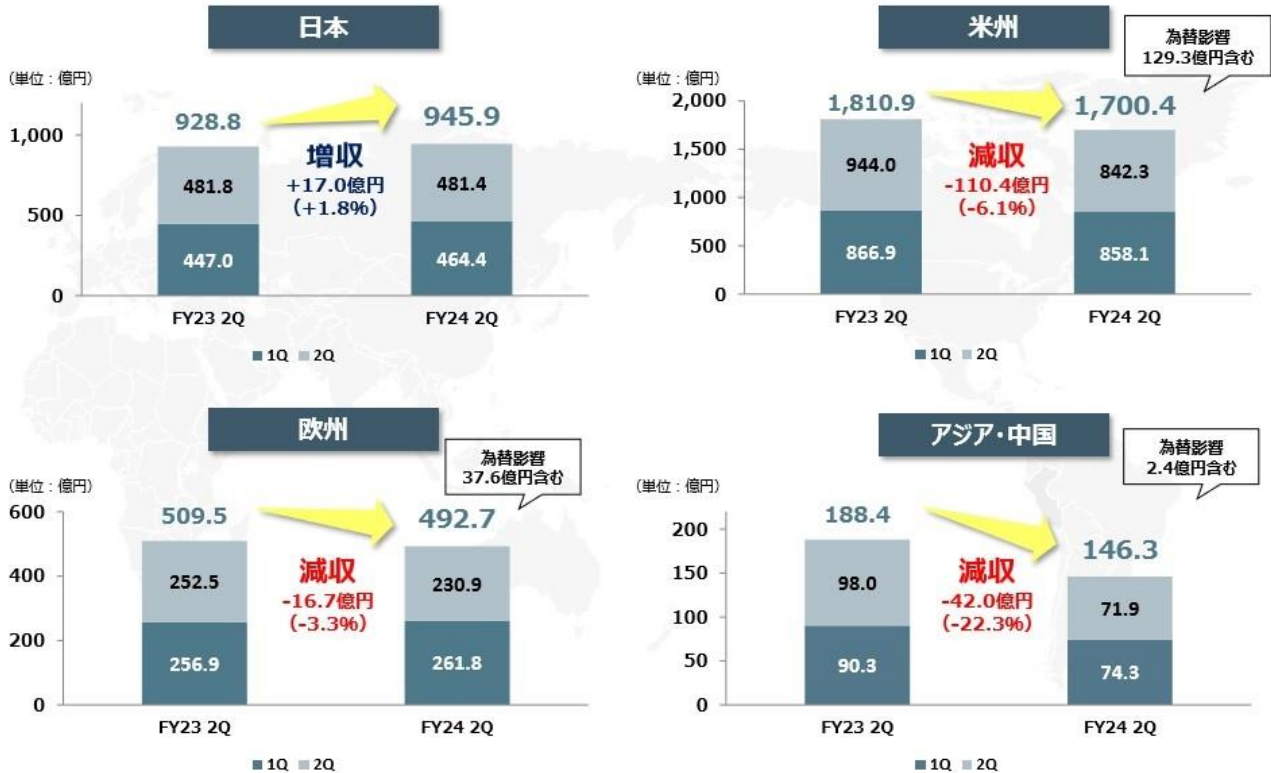 日本
(単位：億円)
928.8
945.9
1,000
500
0
増収
+17.0億円
(+1.8%)
481.8
447.0
481.4
464.4
FY23 2Q
FY24 2Q
1Q
2Q
米州
為替影響
129.3億円含む
(単位：億円)
1,810.9
1,700.4
2,000
1,500
1,000
500
0
減収
-110.4億円
(-6.1%)
944.0
866.9
842.3
858.1
FY23 2Q
FY24 2Q
1Q
2Q
欧州
為替影響
37.6億円含む
(単位：億円)
509.5
492.7
600
400
200
0
減収
-16.7億円
(-3.3%)
252.5
256.9
230.9
261.8
FY23 2Q
FY24 2Q
1Q
2Q
アジア・中国
為替影響
2.4億円含む
(単位：億円)
188.4
146.3
200
150
100
50
0
減収
-42.0億円
(-22.3%)
98.0
90.3
71.9
74.3
FY23 2Q
FY24 2Q
1Q
2Q